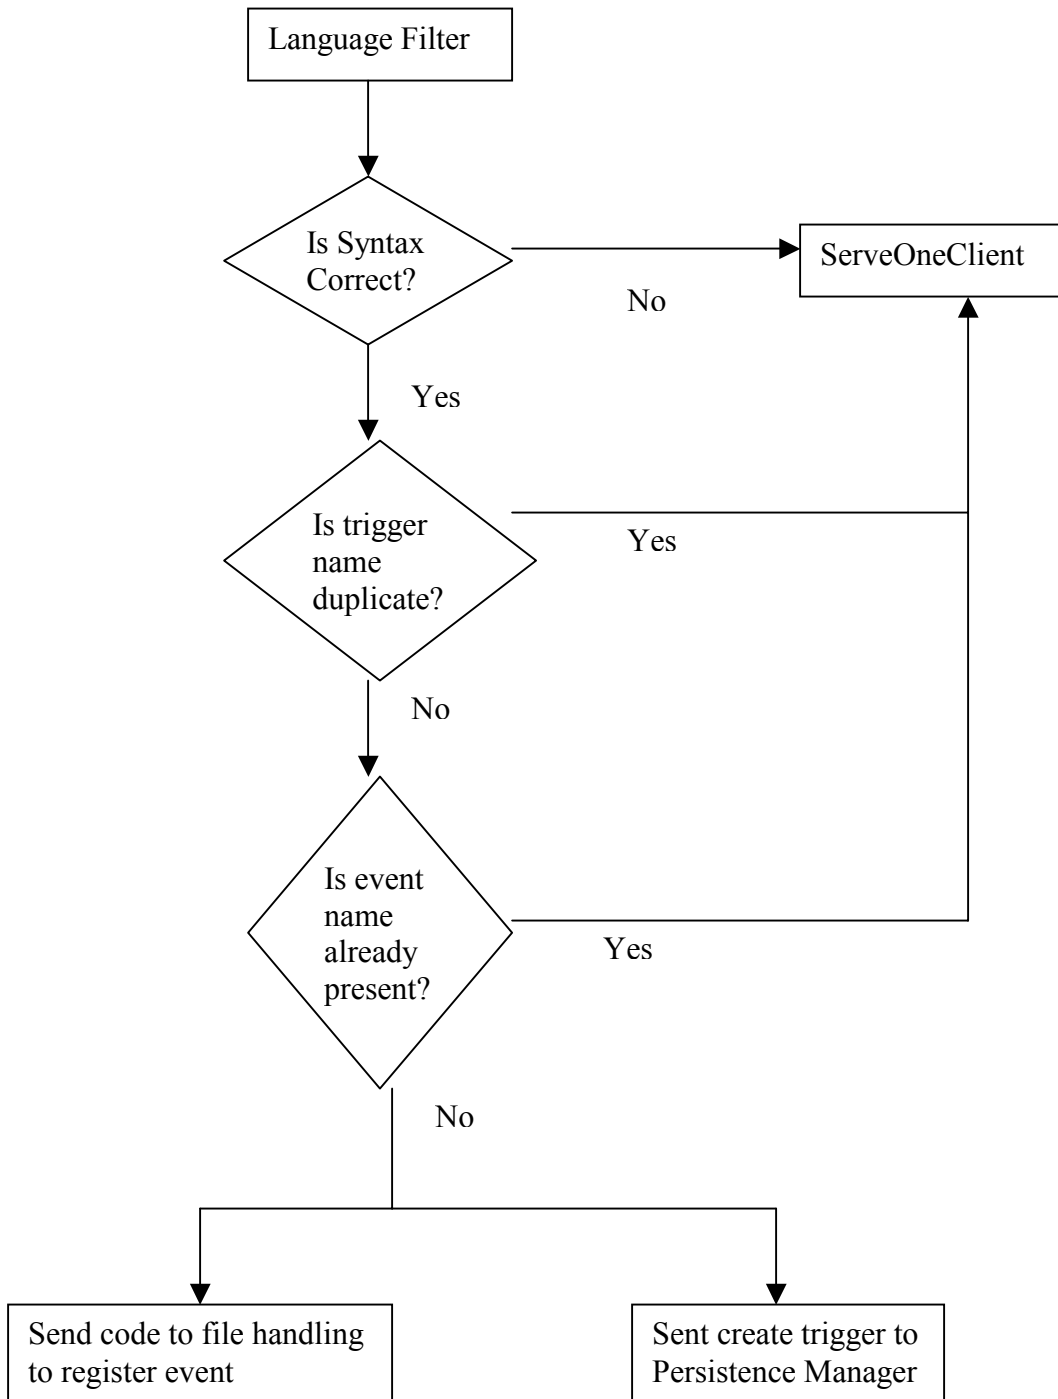 Language Filter
Is Syntax
Correct?
ServeOneClient
No
Yes
Is trigger
name
duplicate?
Yes
No
Is event
name
already
present?
Yes
No
Send code to file handling
to register event
Sent create trigger to
Persistence Manager